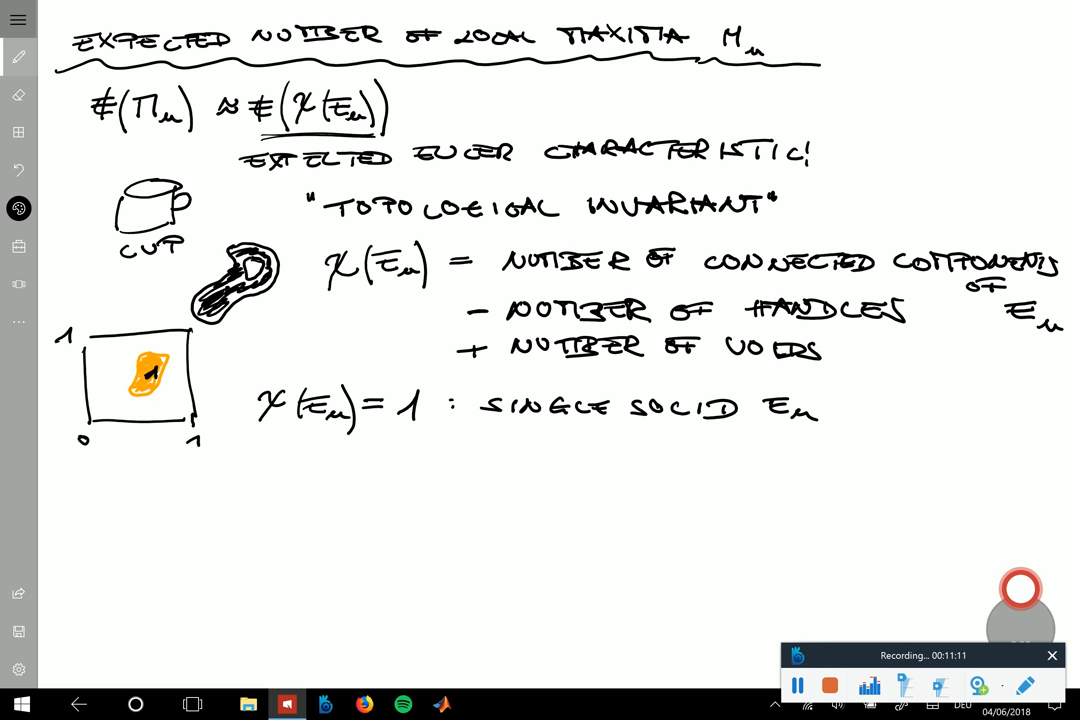 EXPECTED NUMBER OF LOCAL MAXIMA M_u
E(M_u) ≈ E(χ(E_u))
EXPECTED EULER CHARACTERISTIC!
"TOPOLOGICAL INVARIANT"
CUP
χ(E_u) = NUMBER OF CONNECTED COMPONENTS OF E_u
- NUMBER OF HANDLES
+ NUMBER OF VOIDS
1
1
0 1
χ(E_u) = 1 : SINGLE SOLID E_u
Recording... 00:11:11
DEU
04/06/2018